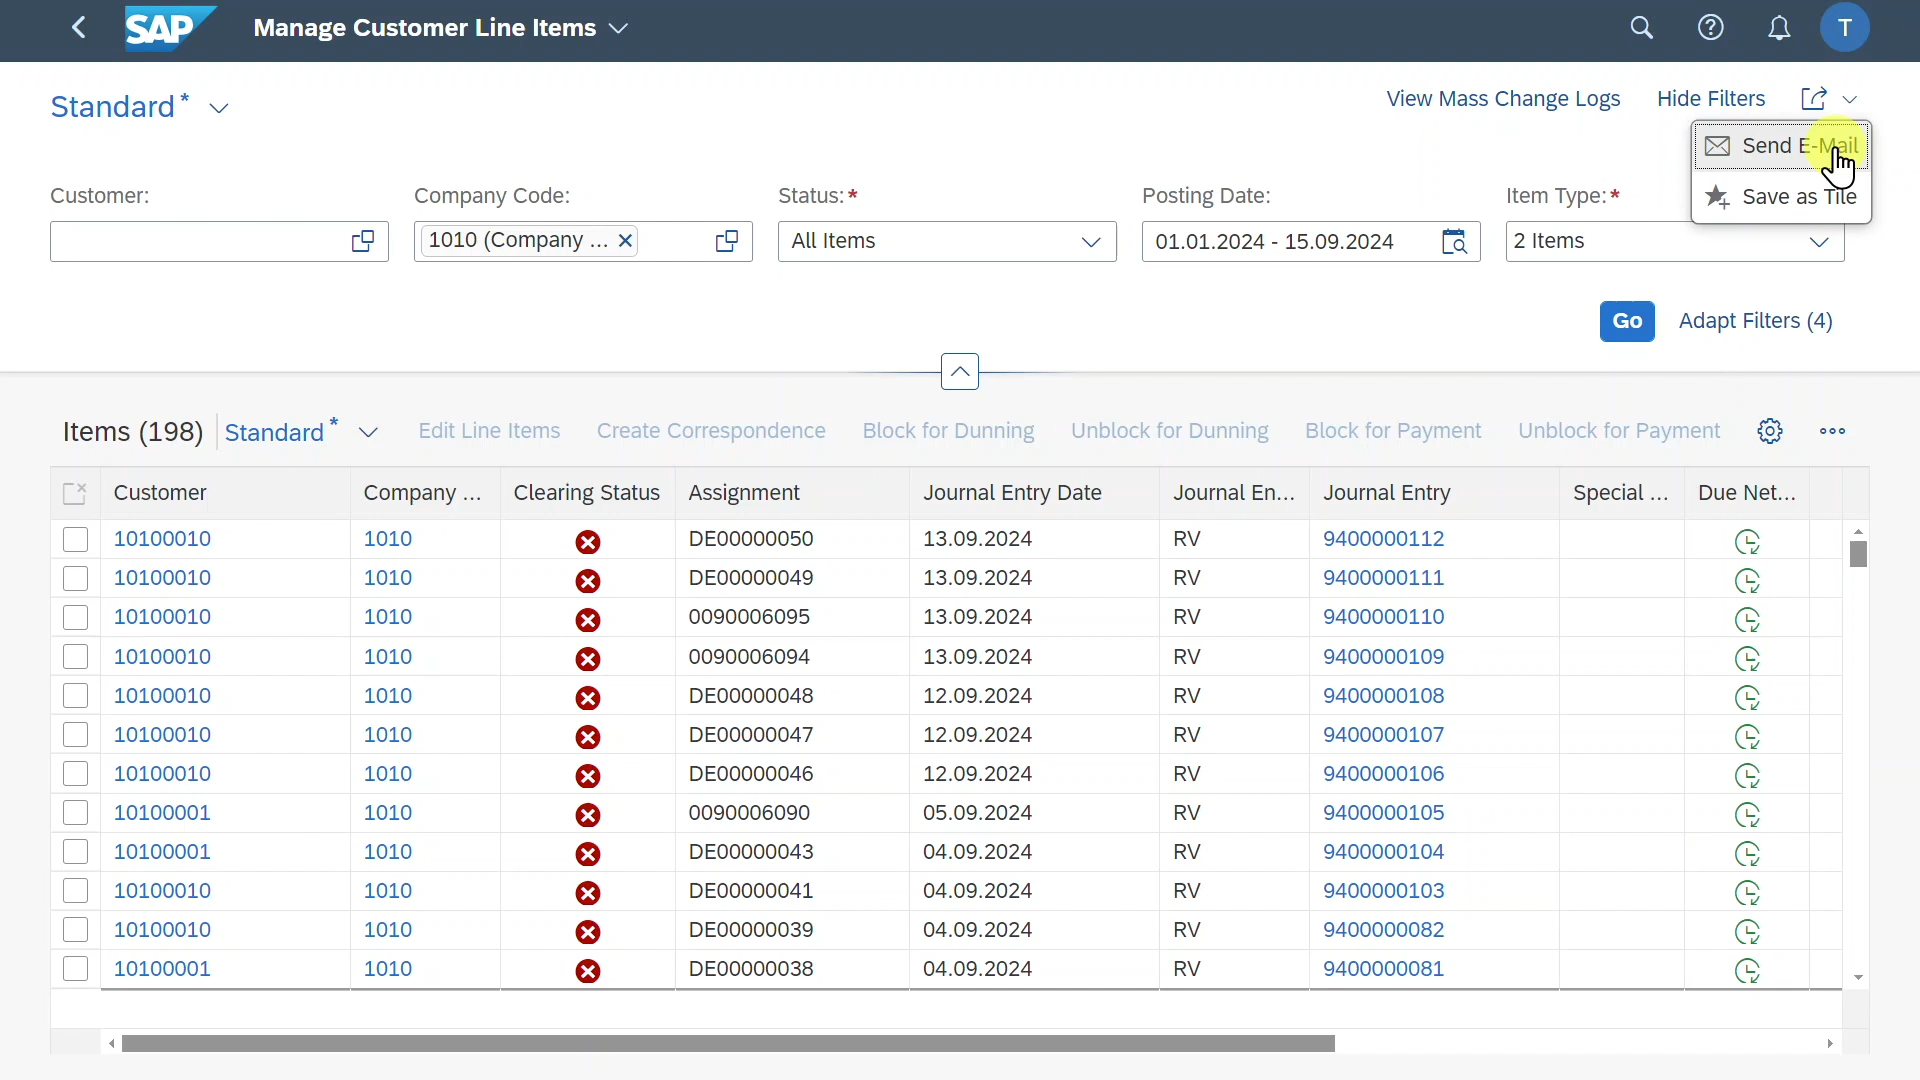 SAP Manage Customer Line Items T
Standard * View Mass Change Logs Hide Filters
Send E-Mail
Save as Tile
Customer: Company Code: Status:* Posting Date: Item Type:*
1010 (Company ... All Items 01.01.2024 - 15.09.2024 2 Items
Go Adapt Filters (4)
Items (198) Standard * Edit Line Items Create Correspondence Block for Dunning Unblock for Dunning Block for Payment Unblock for Payment
Customer Company ... Clearing Status Assignment Journal Entry Date Journal En... Journal Entry Special ... Due Net...
10100010 1010 DE00000050 13.09.2024 RV 9400000112
10100010 1010 DE00000049 13.09.2024 RV 9400000111
10100010 1010 0090006095 13.09.2024 RV 9400000110
10100010 1010 0090006094 13.09.2024 RV 9400000109
10100010 1010 DE00000048 12.09.2024 RV 9400000108
10100010 1010 DE00000047 12.09.2024 RV 9400000107
10100010 1010 DE00000046 12.09.2024 RV 9400000106
10100001 1010 0090006090 05.09.2024 RV 9400000105
10100001 1010 DE00000043 04.09.2024 RV 9400000104
10100010 1010 DE00000041 04.09.2024 RV 9400000103
10100010 1010 DE00000039 04.09.2024 RV 9400000082
10100001 1010 DE00000038 04.09.2024 RV 9400000081